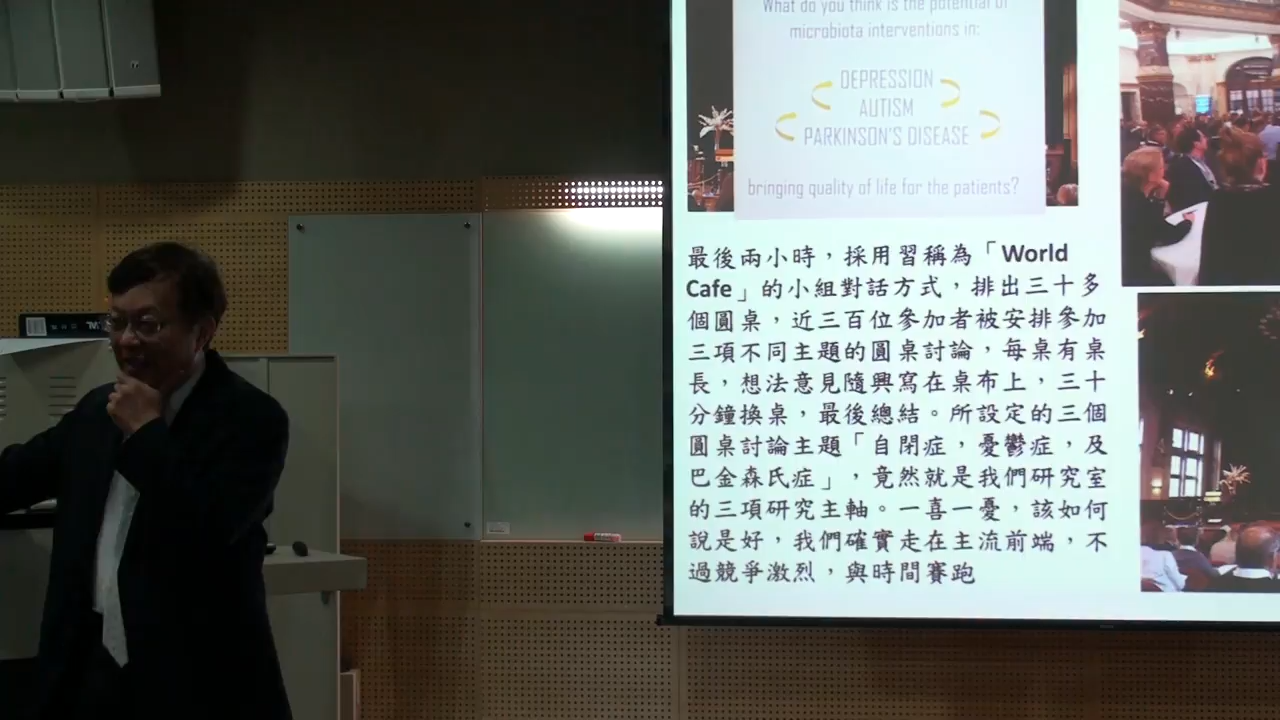 What do you think is the potential of
microbiota interventions in:
DEPRESSION
AUTISM
PARKINSON'S DISEASE
bringing quality of life for the patients?
最後兩小時，採用習稱為「World
Cafe」的小組對話方式，排出三十多
個圓桌，近三百位參加者被安排參加
三項不同主題的圓桌討論，每桌有桌
長，想法意見隨興寫在桌布上，三十
分鐘換桌，最後總結。所設定的三個
圓桌討論主題「自閉症，憂鬱症，及
巴金森氏症」，竟然就是我們研究室
的三項研究主軸。一喜一憂，該如何
說是好，我們確實走在主流前端，不
過競爭激烈，與時間賽跑